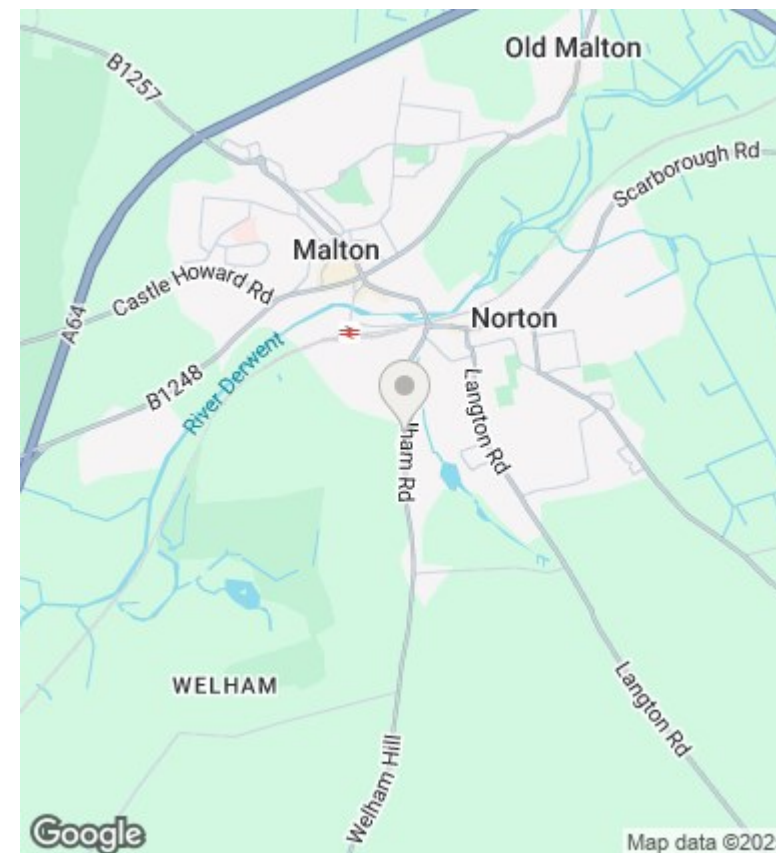 Old Malton
B1257
Scarborough Rd
Malton
Castle Howard Rd
Norton
A64
River Derwent
B1248
Langton Rd
lham Rd
WELHAM
Langton Rd
Welham Hill
Google
Map data ©202